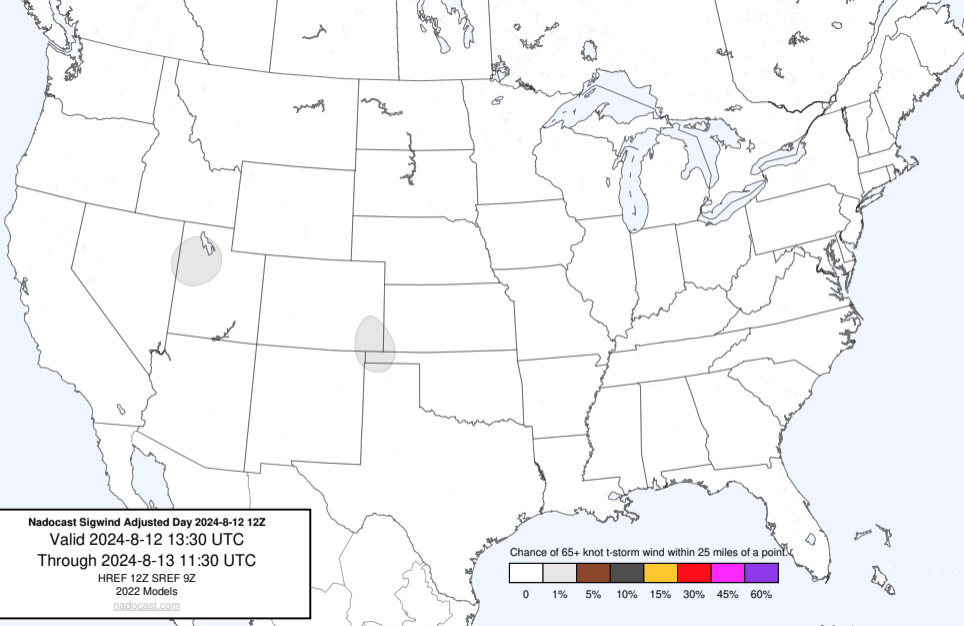 Nadocast Sigwind Adjusted Day 2024-8-12 12Z
Valid 2024-8-12 13:30 UTC
Through 2024-8-13 11:30 UTC
HREF 12Z SREF 9Z
2022 Models
nadocast.com
Chance of 65+ knot t-storm wind within 25 miles of a point.
0 1% 5% 10% 15% 30% 45% 60%